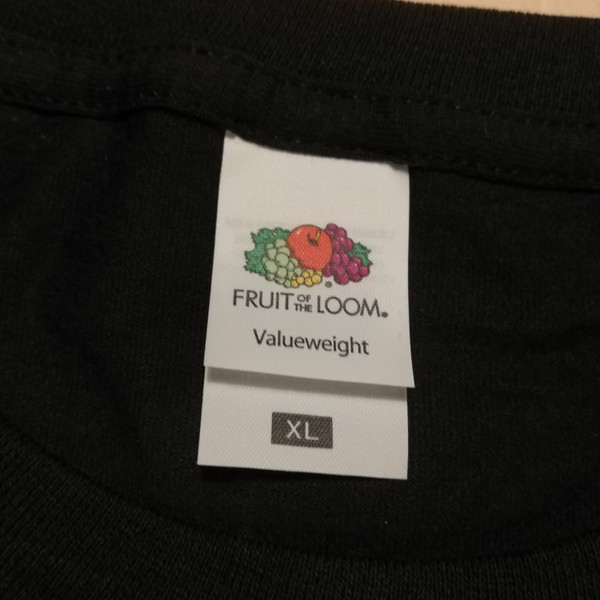 FRUIT OF THE LOOM®
Valueweight
XL